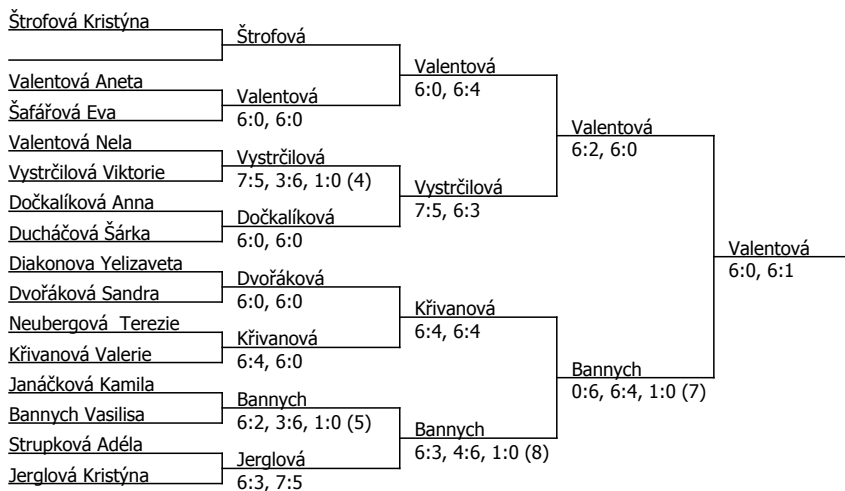 Štrofová Kristýna
Valentová Aneta
Šafářová Eva
Valentová Nela
Vystrčilová Viktorie
Dočkalíková Anna
Ducháčová Šárka
Diakonova Yelizaveta
Dvořáková Sandra
Neubergová  Terezie
Křivanová Valerie
Janáčková Kamila
Bannych Vasilisa
Strupková Adéla
Jerglová Kristýna
Štrofová
Valentová
6:0, 6:0
Vystrčilová
7:5, 3:6, 1:0 (4)
Dočkalíková
6:0, 6:0
Dvořáková
6:0, 6:0
Křivanová
6:4, 6:0
Bannych
6:2, 3:6, 1:0 (5)
Jerglová
6:3, 7:5
Valentová
6:0, 6:4
Vystrčilová
7:5, 6:3
Křivanová
6:4, 6:4
Bannych
6:3, 4:6, 1:0 (8)
Valentová
6:2, 6:0
Bannych
0:6, 6:4, 1:0 (7)
Valentová
6:0, 6:1